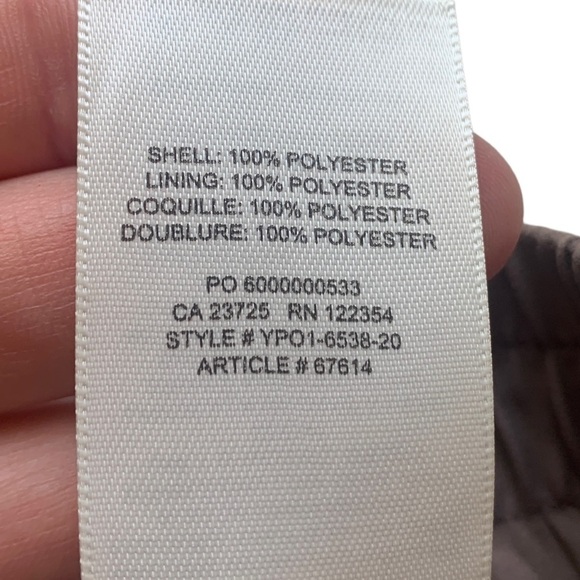 SHELL: 100% POLYESTER
LINING: 100% POLYESTER
COQUILLE: 100% POLYESTER
DOUBLURE: 100% POLYESTER
PO 6000000533
CA 23725 RN 122354
STYLE # YPO1-6538-20
ARTICLE # 67614